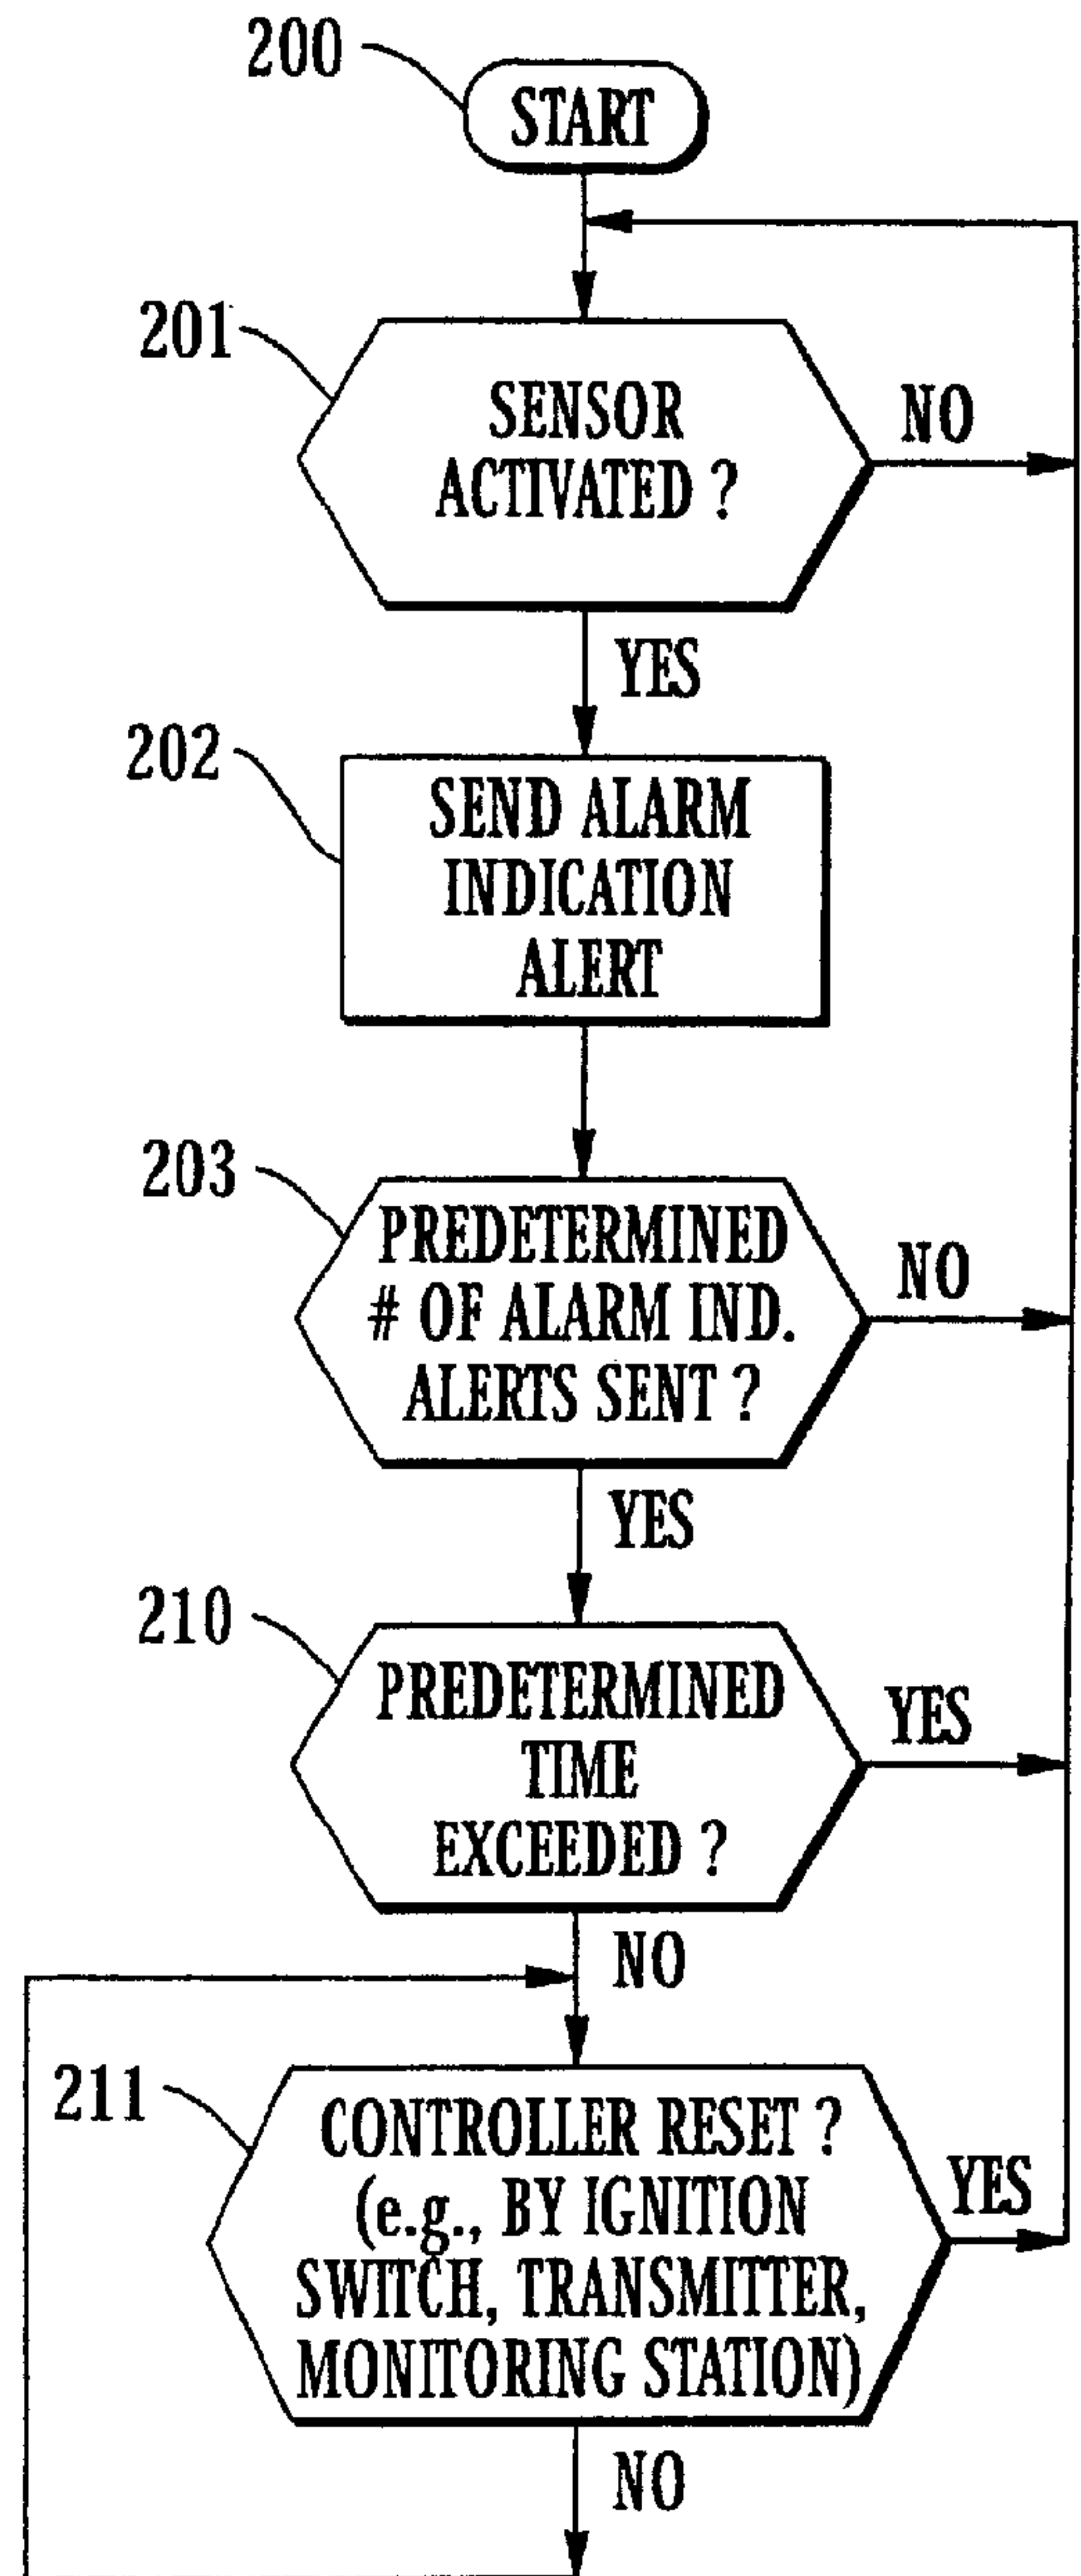 200
START
201
SENSOR
ACTIVATED ?
NO
YES
202
SEND ALARM
INDICATION
ALERT
203
PREDETERMINED
# OF ALARM IND.
ALERTS SENT ?
NO
YES
210
PREDETERMINED
TIME
EXCEEDED ?
YES
NO
211
CONTROLLER RESET ?
(e.g., BY IGNITION
SWITCH, TRANSMITTER,
MONITORING STATION)
YES
NO